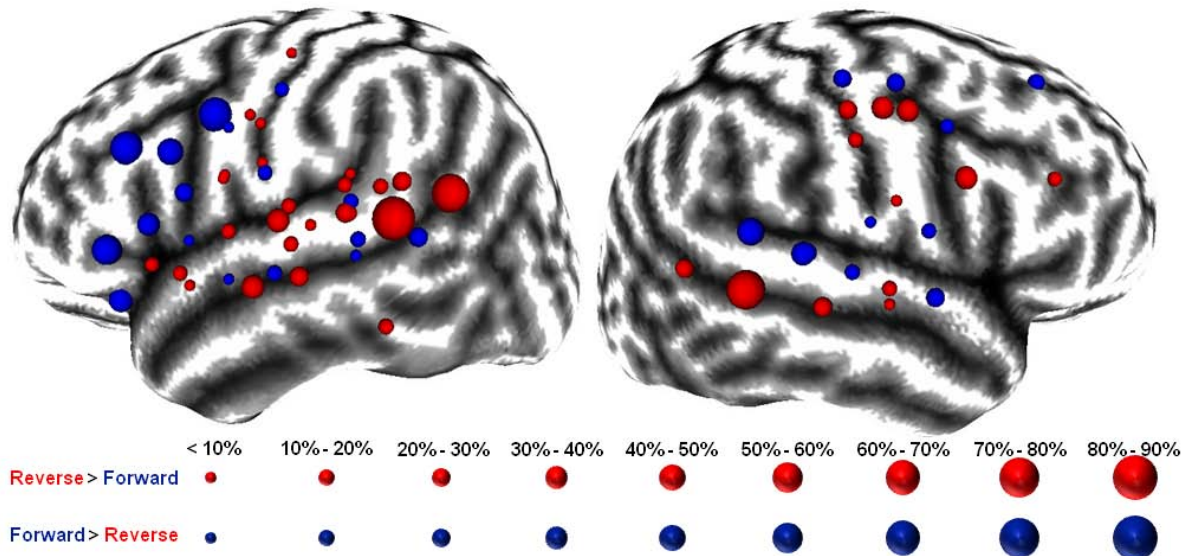 < 10% 10%- 20% 20%- 30% 30%- 40% 40%- 50% 50%- 60% 60%- 70% 70%- 80% 80%- 90%
Reverse > Forward
Forward > Reverse